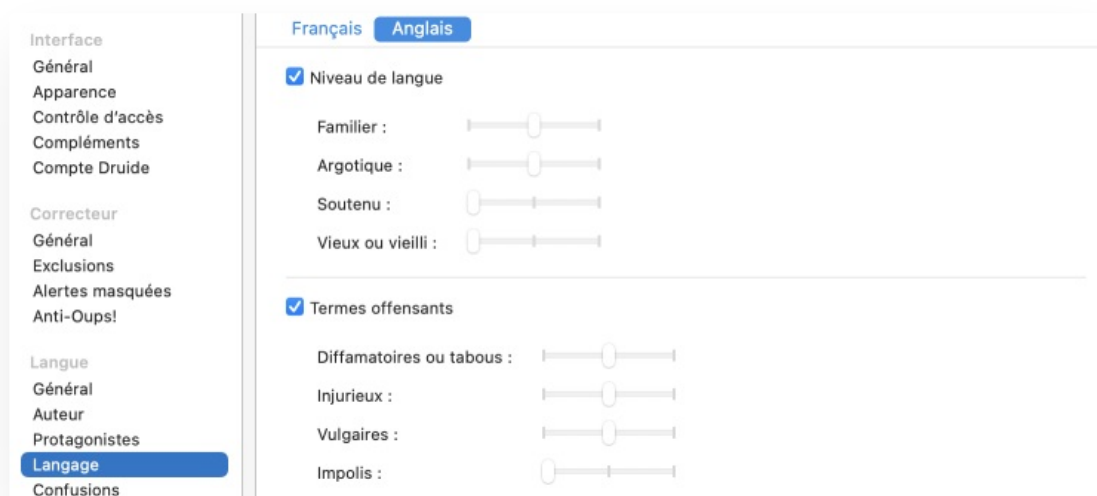 Interface
Général
Apparence
Contrôle d'accès
Compléments
Compte Druide
Correcteur
Général
Exclusions
Alertes masquées
Anti-Oups!
Langue
Général
Auteur
Protagonistes
Langage
Confusions
Français Anglais
Niveau de langue
Familier :
Argotique :
Soutenu :
Vieux ou vieilli :
Termes offensants
Diffamatoires ou tabous :
Injurieux :
Vulgaires :
Impolis :